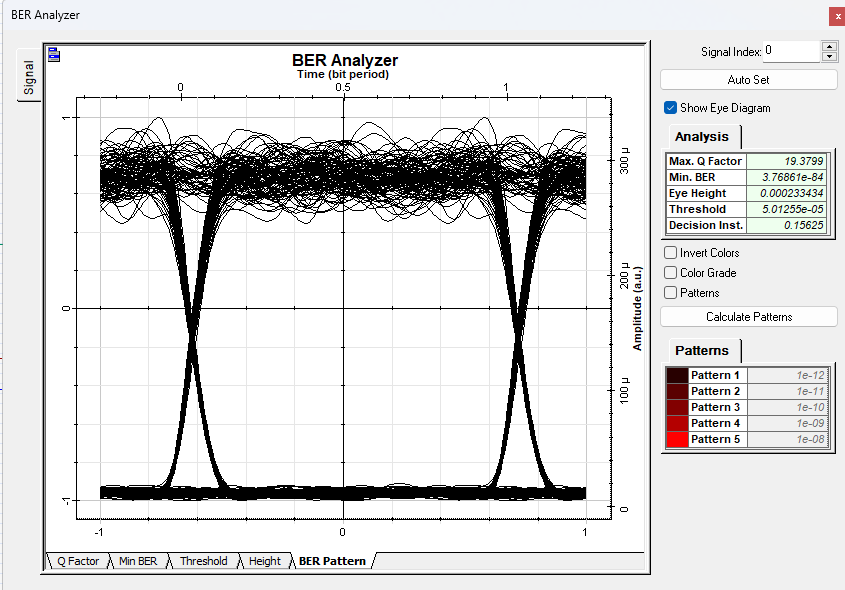 BER Analyzer
x
Signal
BER Analyzer
Time (bit period)
0 0.5 1
1
0
-1
-1 0 1
300 µ
200 µ
100 µ
0
Amplitude (a.u.)
Q Factor Min BER Threshold Height BER Pattern
Signal Index: 0
Auto Set
Show Eye Diagram
Analysis
Max. Q Factor 19.3799
Min. BER 3.76861e-84
Eye Height 0.000233434
Threshold 5.01255e-05
Decision Inst. 0.15625
Invert Colors
Color Grade
Patterns
Calculate Patterns
Patterns
Pattern 1 1e-12
Pattern 2 1e-11
Pattern 3 1e-10
Pattern 4 1e-09
Pattern 5 1e-08